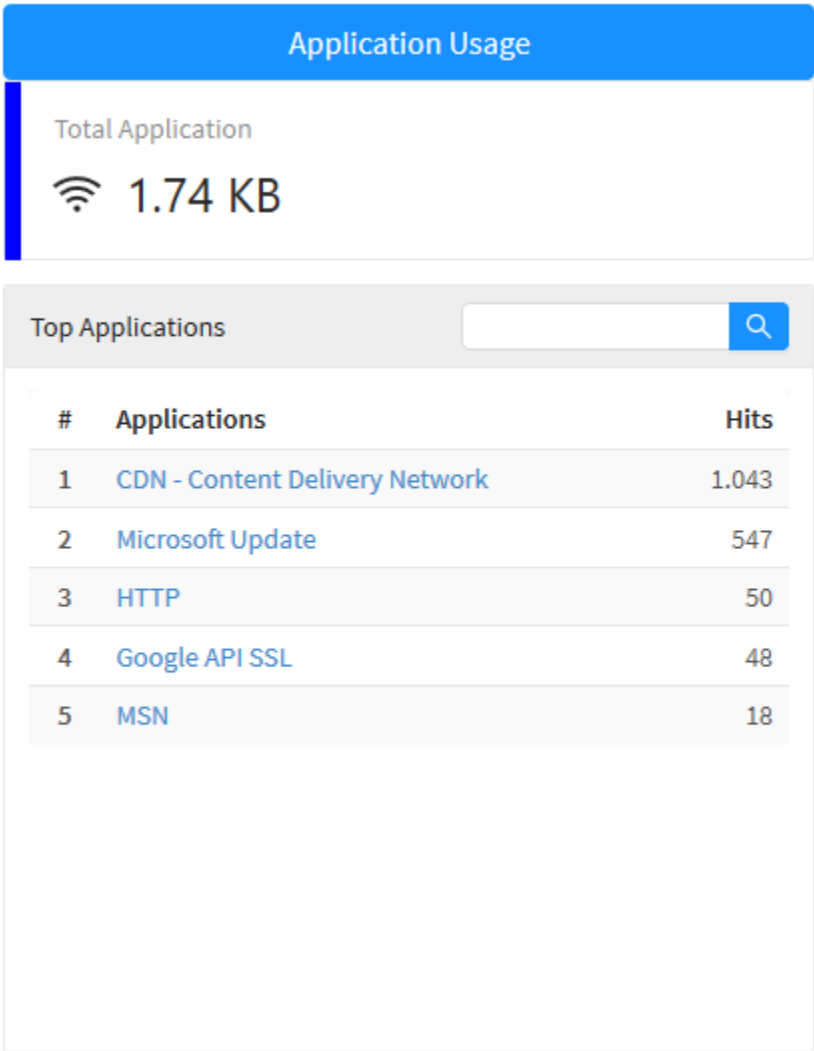 Application Usage
Total Application
1.74 KB
Top Applications
# Applications Hits
1 CDN - Content Delivery Network 1.043
2 Microsoft Update 547
3 HTTP 50
4 Google API SSL 48
5 MSN 18